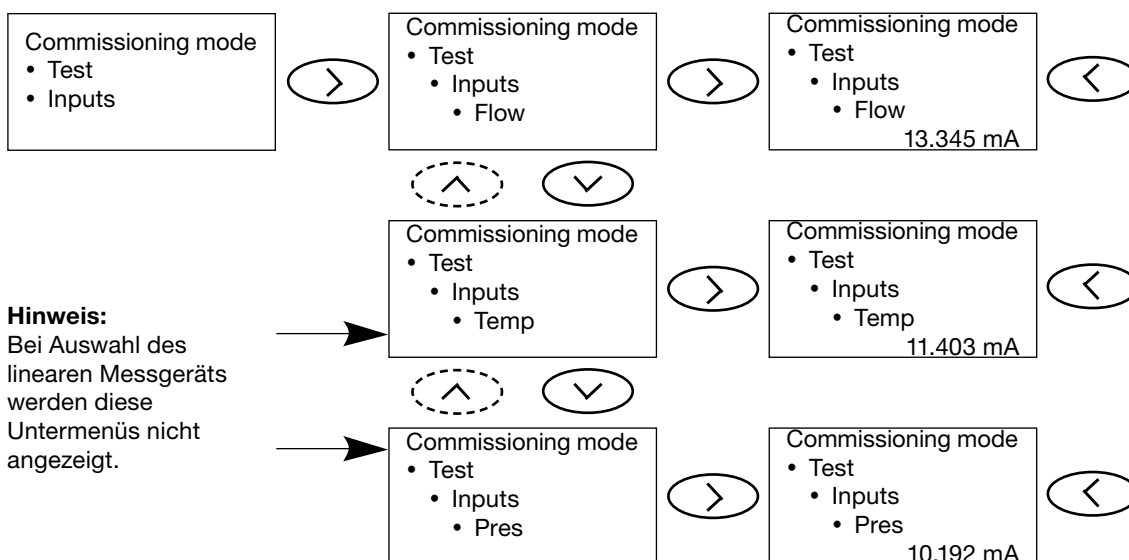 Commissioning mode
• Test
• Inputs
Commissioning mode
• Test
• Inputs
• Flow
Commissioning mode
• Test
• Inputs
• Flow
13.345 mA
Commissioning mode
• Test
• Inputs
• Temp
Commissioning mode
• Test
• Inputs
• Temp
11.403 mA
Hinweis:
Bei Auswahl des
linearen Messgeräts
werden diese
Untermenüs nicht
angezeigt.
Commissioning mode
• Test
• Inputs
• Pres
Commissioning mode
• Test
• Inputs
• Pres
10.192 mA